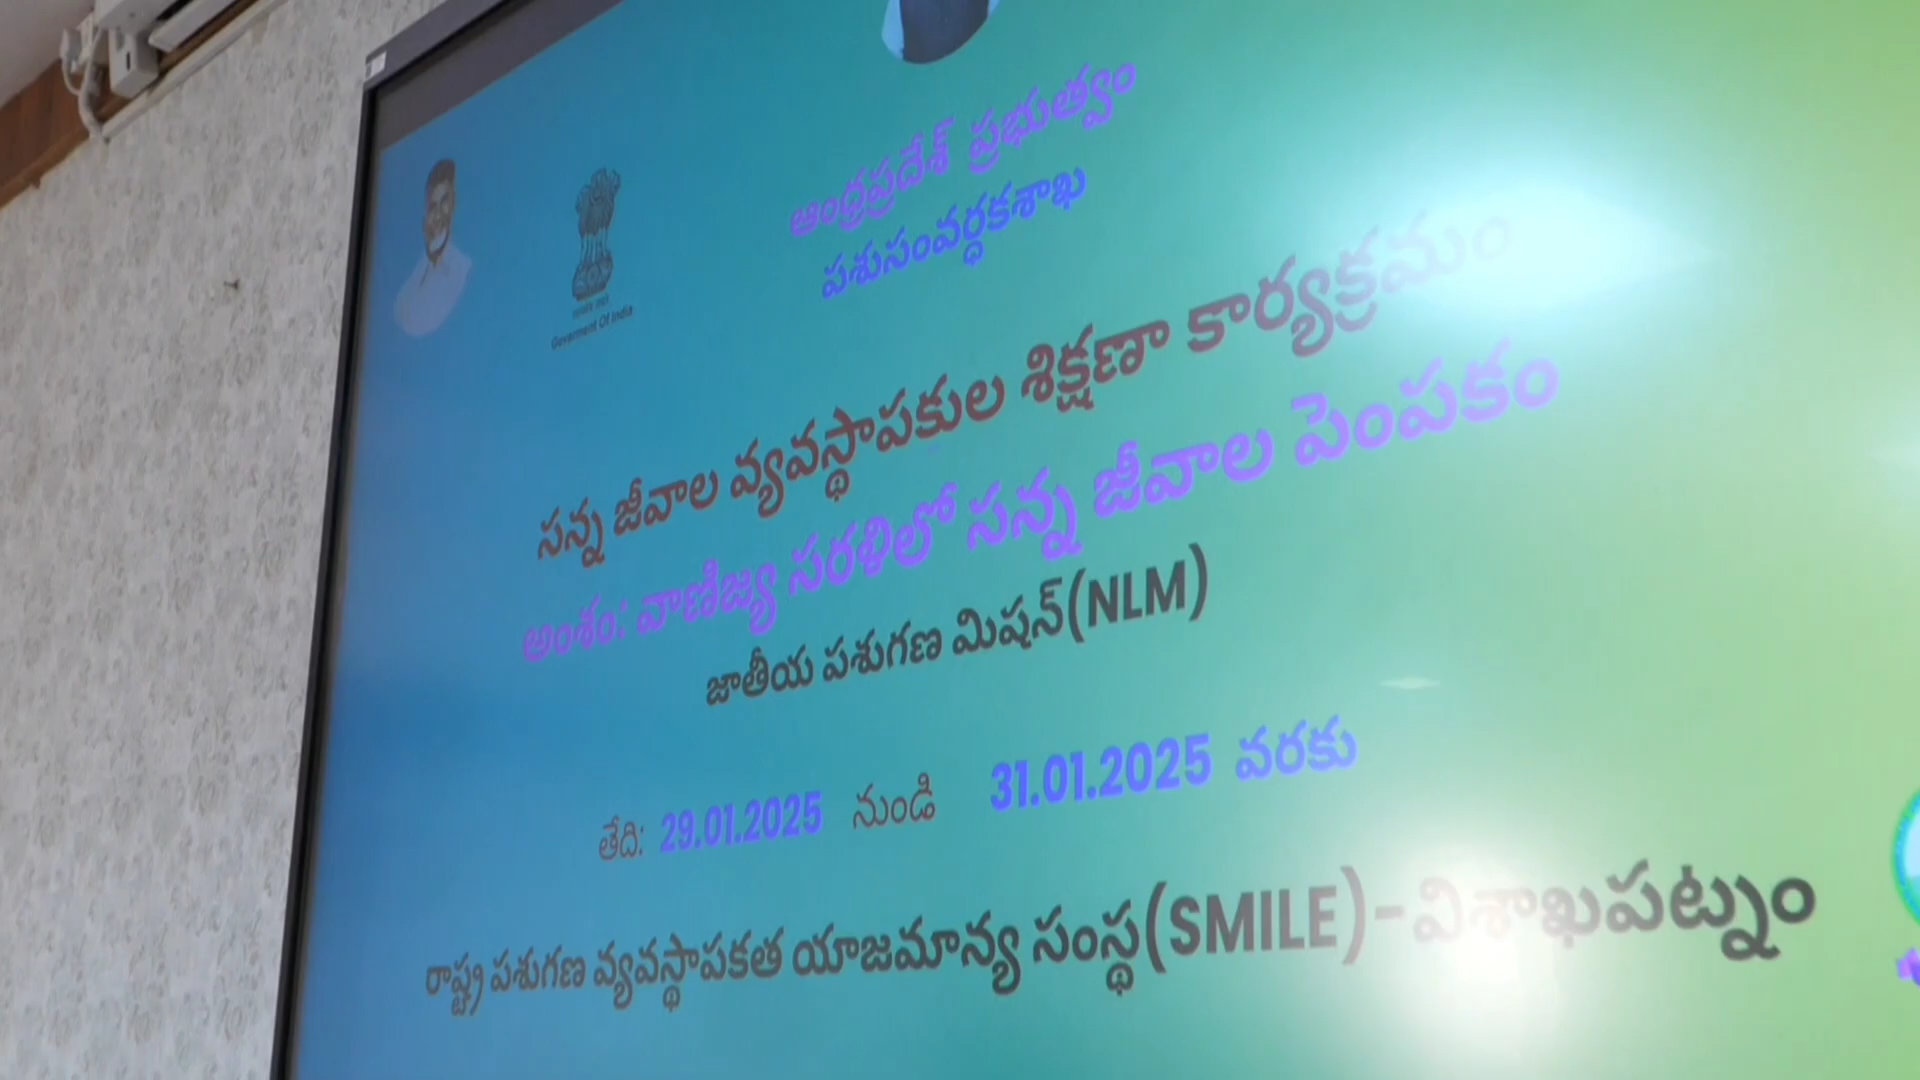 ఆంధ్రప్రదేశ్ ప్రభుత్వం
పశుసంవర్ధకశాఖ
Goverment Of India
సన్న జీవాల వ్యవస్థాపకుల శిక్షణా కార్యక్రమం
అంశం: వాణిజ్య సరళిలో సన్న జీవాల పెంపకం
జాతీయ పశుగణ మిషన్(NLM)
తేది: 29.01.2025 నుండి 31.01.2025 వరకు
రాష్ట్ర పశుగణ వ్యవస్థాపకత యాజమాన్య సంస్థ(SMILE)-విశాఖపట్నం